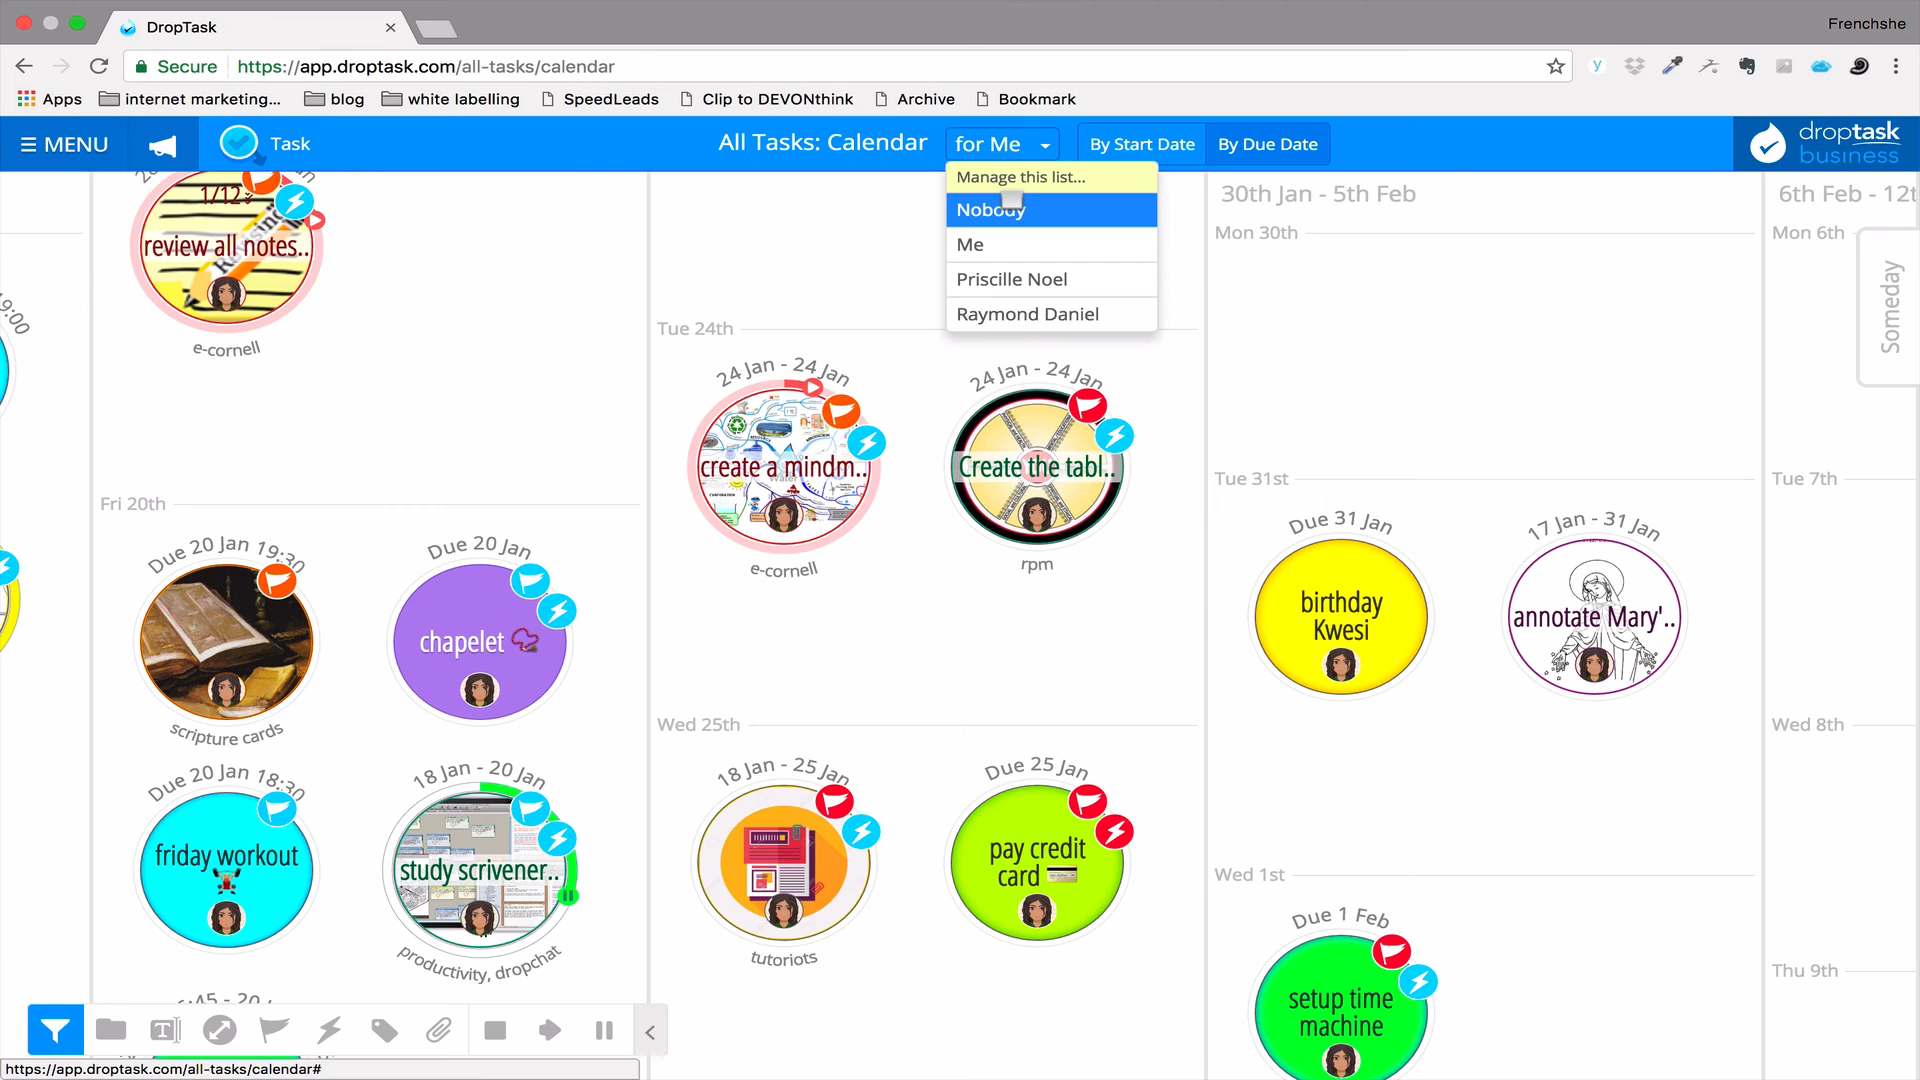 DropTask
Frenchshe
Secure
https://app.droptask.com/all-tasks/calendar
Apps
internet marketing...
blog
white labelling
SpeedLeads
Clip to DEVONthink
Archive
Bookmark
MENU
Task
All Tasks: Calendar
for Me
By Start Date
By Due Date
droptask
business
Manage this list...
Nobody
Me
Priscille Noel
Raymond Daniel
1/12
review all notes..
e-cornell
19:00
Fri 20th
Due 20 Jan 19:30
scripture cards
Due 20 Jan
chapelet
Due 20 Jan 18:30
friday workout
18 Jan - 20 Jan
study scrivener..
productivity, dropchat
Tue 24th
24 Jan - 24 Jan
create a mindm..
e-cornell
24 Jan - 24 Jan
Create the tabl..
rpm
Wed 25th
18 Jan - 25 Jan
tutoriots
Due 25 Jan
pay credit
card
30th Jan - 5th Feb
Mon 30th
Tue 31st
Due 31 Jan
birthday
Kwesi
17 Jan - 31 Jan
annotate Mary'..
Wed 1st
Due 1 Feb
setup time
machine
6th Feb - 12t
Mon 6th
Someday
Tue 7th
Wed 8th
Thu 9th
https://app.droptask.com/all-tasks/calendar#